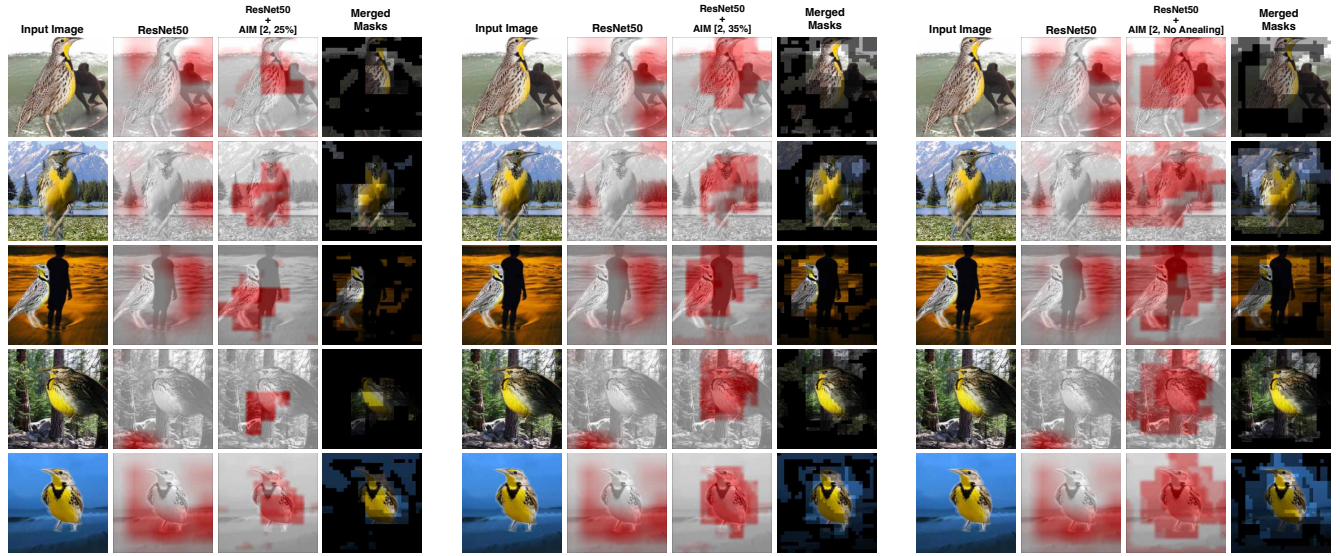 Input Image
ResNet50
ResNet50
+
AIM [2, 25%]
Merged
Masks
Input Image
ResNet50
ResNet50
+
AIM [2, 35%]
Merged
Masks
Input Image
ResNet50
ResNet50
+
AIM [2, No Anealing]
Merged
Masks